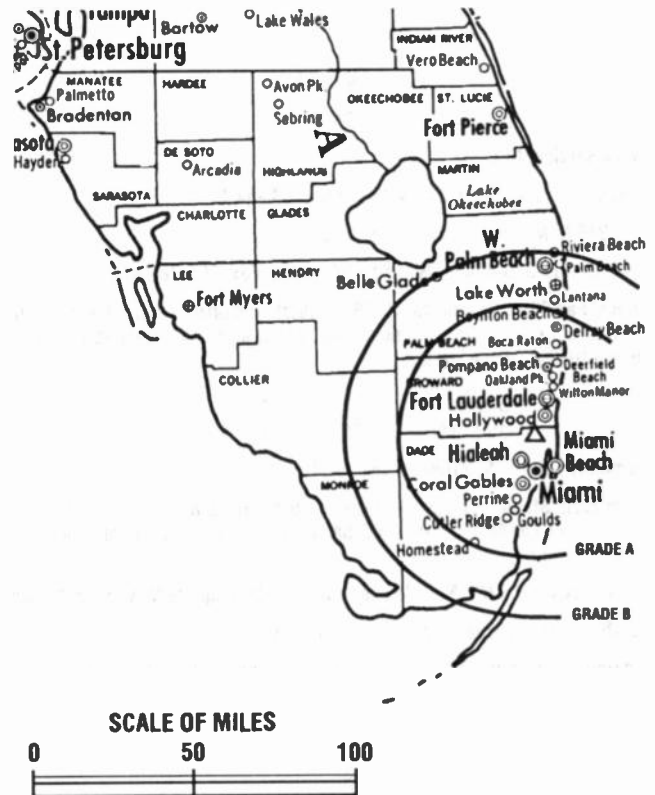 Tampa
Bartow
Lake Wales
St. Petersburg
INDIAN RIVER
Vero Beach
MANATEE
HARDEE
Avon Pk.
OKEECHOBEE
ST. LUCIE
Palmetto
Bradenton
Sebring
Fort Pierce
asota
Hayden
DE SOTO
Arcadia
HIGHLANDS
MARTIN
Lake
Okeechobee
SARASOTA
CHARLOTTE
GLADES
W.
Palm Beach
Riviera Beach
Palm Beach
LEE
HENDRY
Belle Glade
Fort Myers
Lake Worth
Lantana
Boynton Beach
Delray Beach
PALM BEACH
Boca Raton
COLLIER
Pompano Beach
Deerfield
Beach
BROWARD
Oakland Pk.
Wilton Manor
Fort Lauderdale
Hollywood
DADE
Hialeah
Miami
Beach
MONROE
Coral Gables
Miami
Perrine
Cutler Ridge
Goulds
Homestead
GRADE A
GRADE B
SCALE OF MILES
0 50 100